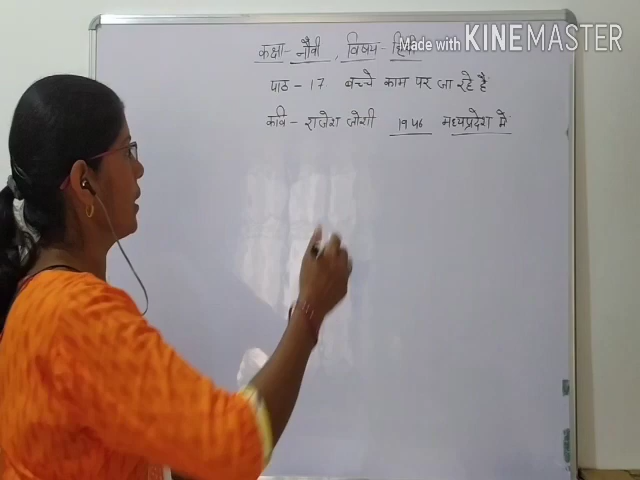 कक्षा- नौवी , विषय- हिन्दी
Made with KINEMASTER
पाठ - 17 बच्चे काम पर जा रहे हैं
कवि - राजेश जोशी 1946 मध्यप्रदेश में